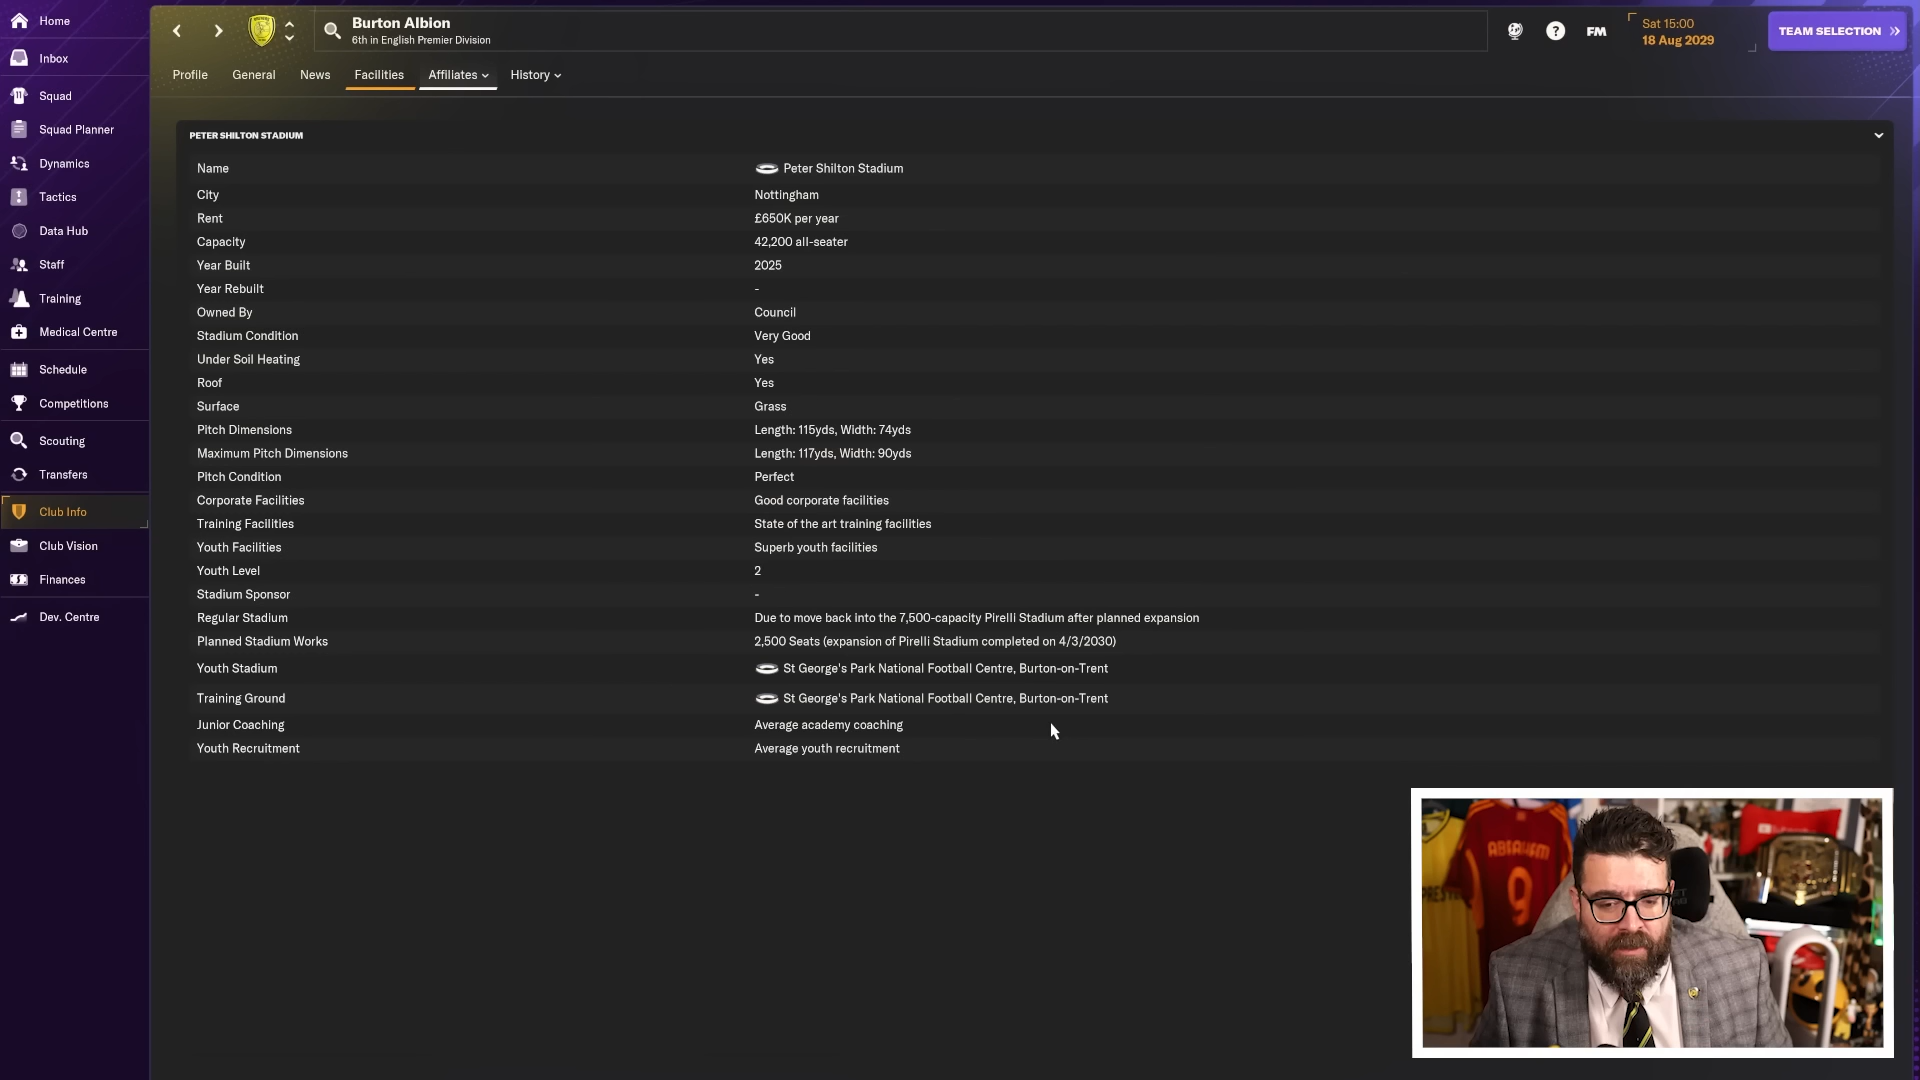 Home
Inbox
Squad
Squad Planner
Dynamics
Tactics
Data Hub
Staff
Training
Medical Centre
Schedule
Competitions
Scouting
Transfers
Club Info
Club Vision
Finances
Dev. Centre
Burton Albion
6th in English Premier Division
FM
Sat 15:00
18 Aug 2029
TEAM SELECTION
Profile General News Facilities Affiliates History
PETER SHILTON STADIUM
Name Peter Shilton Stadium
City Nottingham
Rent £650K per year
Capacity 42,200 all-seater
Year Built 2025
Year Rebuilt -
Owned By Council
Stadium Condition Very Good
Under Soil Heating Yes
Roof Yes
Surface Grass
Pitch Dimensions Length: 115yds, Width: 74yds
Maximum Pitch Dimensions Length: 117yds, Width: 90yds
Pitch Condition Perfect
Corporate Facilities Good corporate facilities
Training Facilities State of the art training facilities
Youth Facilities Superb youth facilities
Youth Level 2
Stadium Sponsor -
Regular Stadium Due to move back into the 7,500-capacity Pirelli Stadium after planned expansion
Planned Stadium Works 2,500 Seats (expansion of Pirelli Stadium completed on 4/3/2030)
Youth Stadium St George's Park National Football Centre, Burton-on-Trent
Training Ground St George's Park National Football Centre, Burton-on-Trent
Junior Coaching Average academy coaching
Youth Recruitment Average youth recruitment
ABRAHAM
9